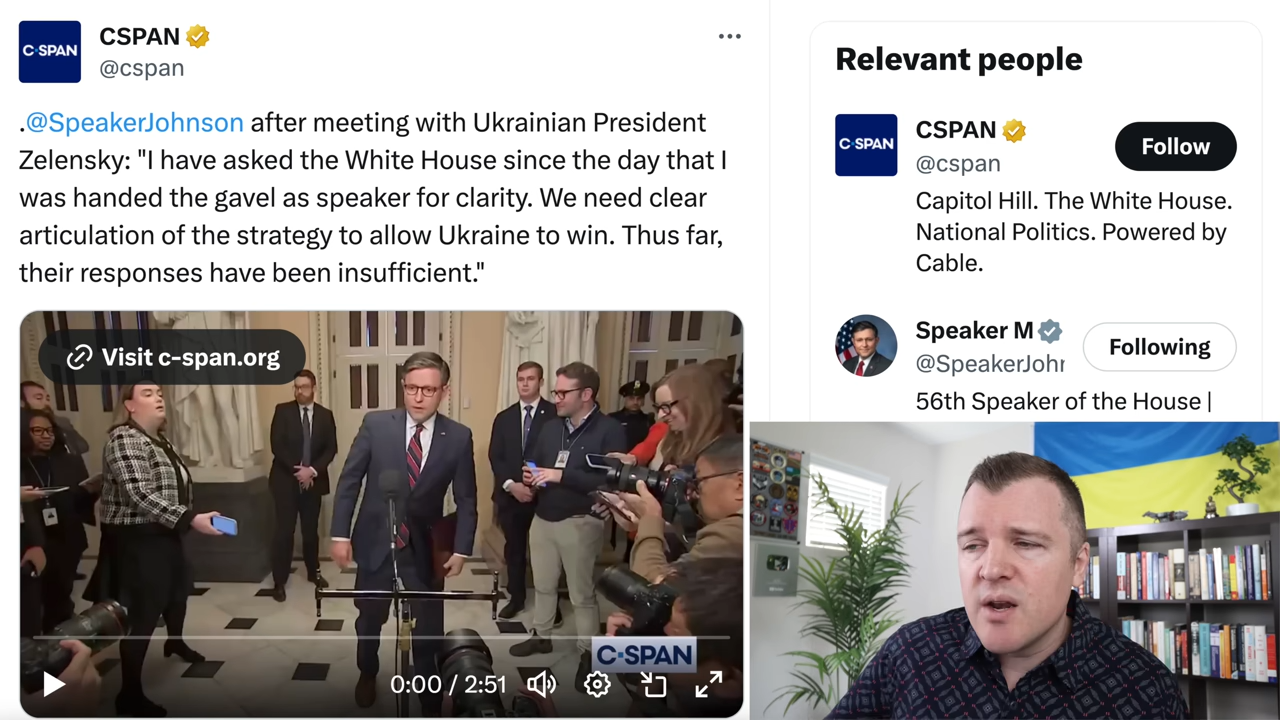 C·SPAN
CSPAN
@cspan
.@SpeakerJohnson after meeting with Ukrainian President
Zelensky: "I have asked the White House since the day that I
was handed the gavel as speaker for clarity. We need clear
articulation of the strategy to allow Ukraine to win. Thus far,
their responses have been insufficient."
Visit c-span.org
C·SPAN
0:00 / 2:51
Relevant people
C·SPAN
CSPAN
@cspan
Follow
Capitol Hill. The White House.
National Politics. Powered by
Cable.
Speaker M
@SpeakerJohr
Following
56th Speaker of the House |